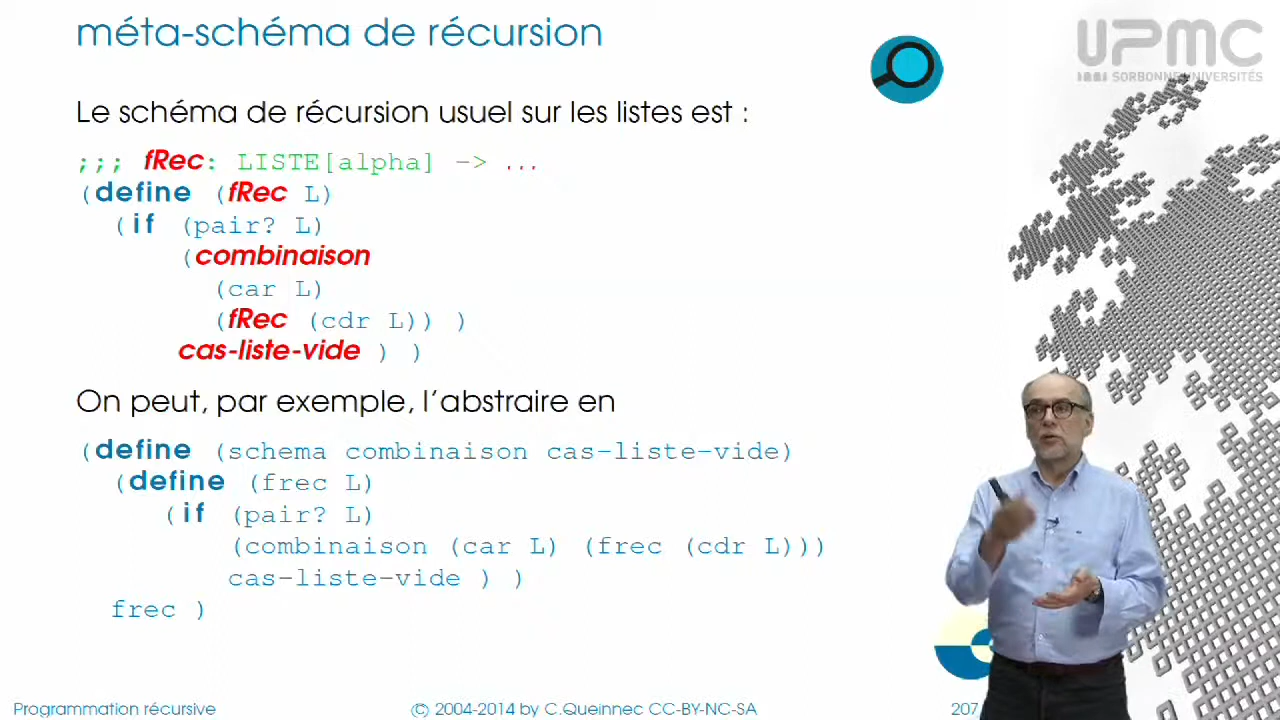 méta-schéma de récursion
UPMC
SORBONNE UNIVERSITÉS
Le schéma de récursion usuel sur les listes est :
;;; fRec: LISTE[alpha] -> ...
(define (fRec L)
(if (pair? L)
(combinaison
(car L)
(fRec (cdr L)) )
cas-liste-vide ) )
On peut, par exemple, l'abstraire en
(define (schema combinaison cas-liste-vide)
(define (frec L)
(if (pair? L)
(combinaison (car L) (frec (cdr L)))
cas-liste-vide ) )
frec )
Programmation récursive
© 2004-2014 by C.Queinnec CC-BY-NC-SA
207